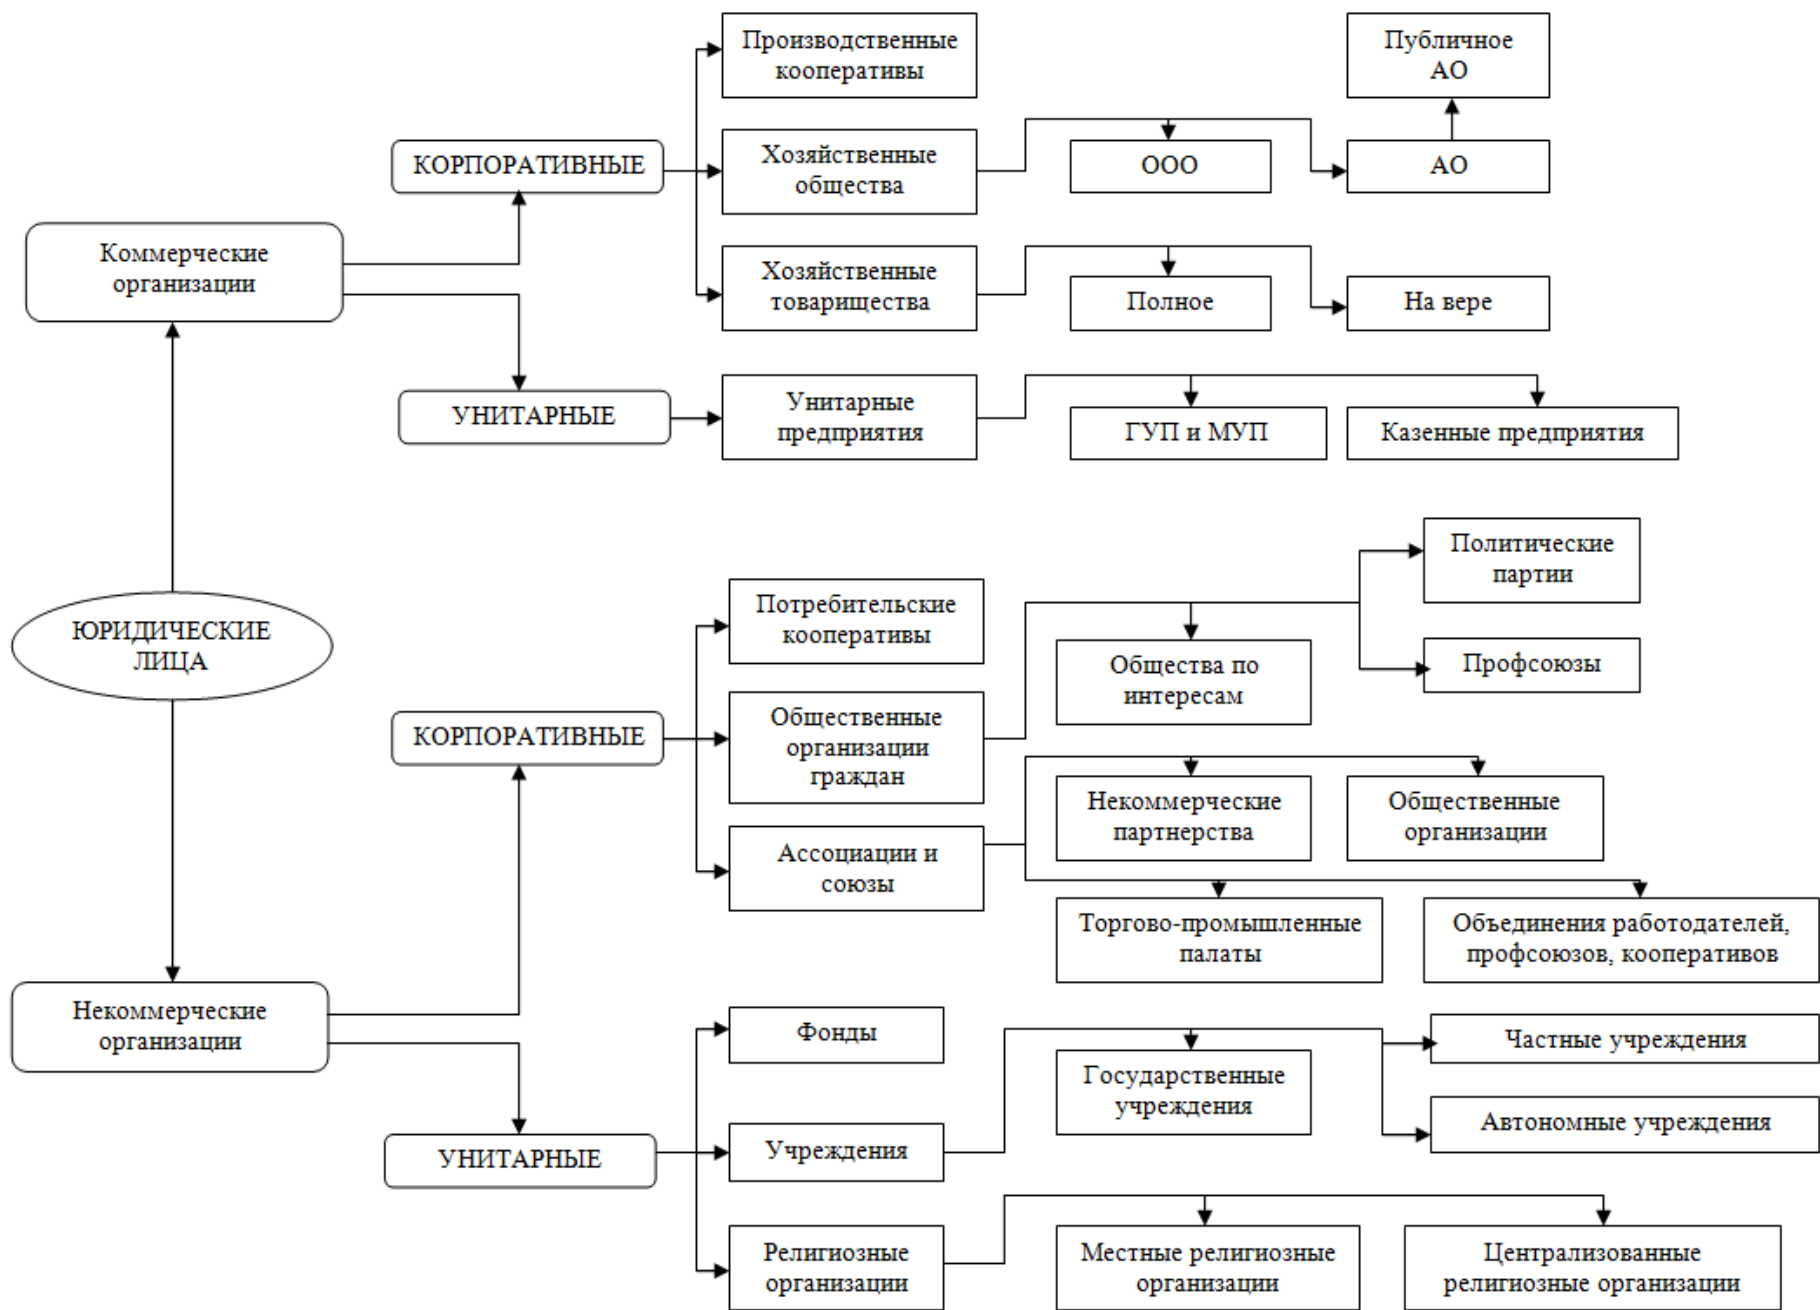 Производственные
кооперативы
Публичное
АО
КОРПОРАТИВНЫЕ
Хозяйственные
общества
ООО
АО
Коммерческие
организации
Хозяйственные
товарищества
Полное
На вере
УНИТАРНЫЕ
Унитарные
предприятия
ГУП и МУП
Казенные предприятия
Политические
партии
Потребительские
кооперативы
ЮРИДИЧЕСКИЕ
ЛИЦА
Общества по
интересам
Профсоюзы
КОРПОРАТИВНЫЕ
Общественные
организации
граждан
Некоммерческие
партнерства
Общественные
организации
Ассоциации и
союзы
Торгово-промышленные
палаты
Объединения работодателей,
профсоюзов, кооперативов
Некоммерческие
организации
Фонды
Частные учреждения
Государственные
учреждения
Автономные учреждения
УНИТАРНЫЕ
Учреждения
Религиозные
организации
Местные религиозные
организации
Централизованные
религиозные организации